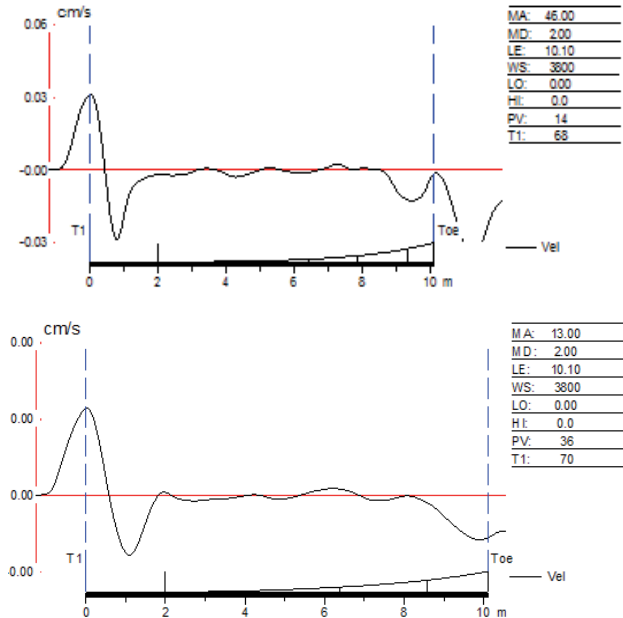 cm/s
0.06
0.03
-0.00
-0.03
T1
Toe
Vel
0 2 4 6 8 10 m
MA: 46.00
MD: 2.00
LE: 10.10
WS: 3800
LO: 0.00
HI: 0.0
PV: 14
T1: 68
cm/s
0.00
0.00
0.00
-0.00
T1
Toe
Vel
0 2 4 6 8 10 m
MA: 13.00
MD: 2.00
LE: 10.10
WS: 3800
LO: 0.00
HI: 0.0
PV: 36
T1: 70